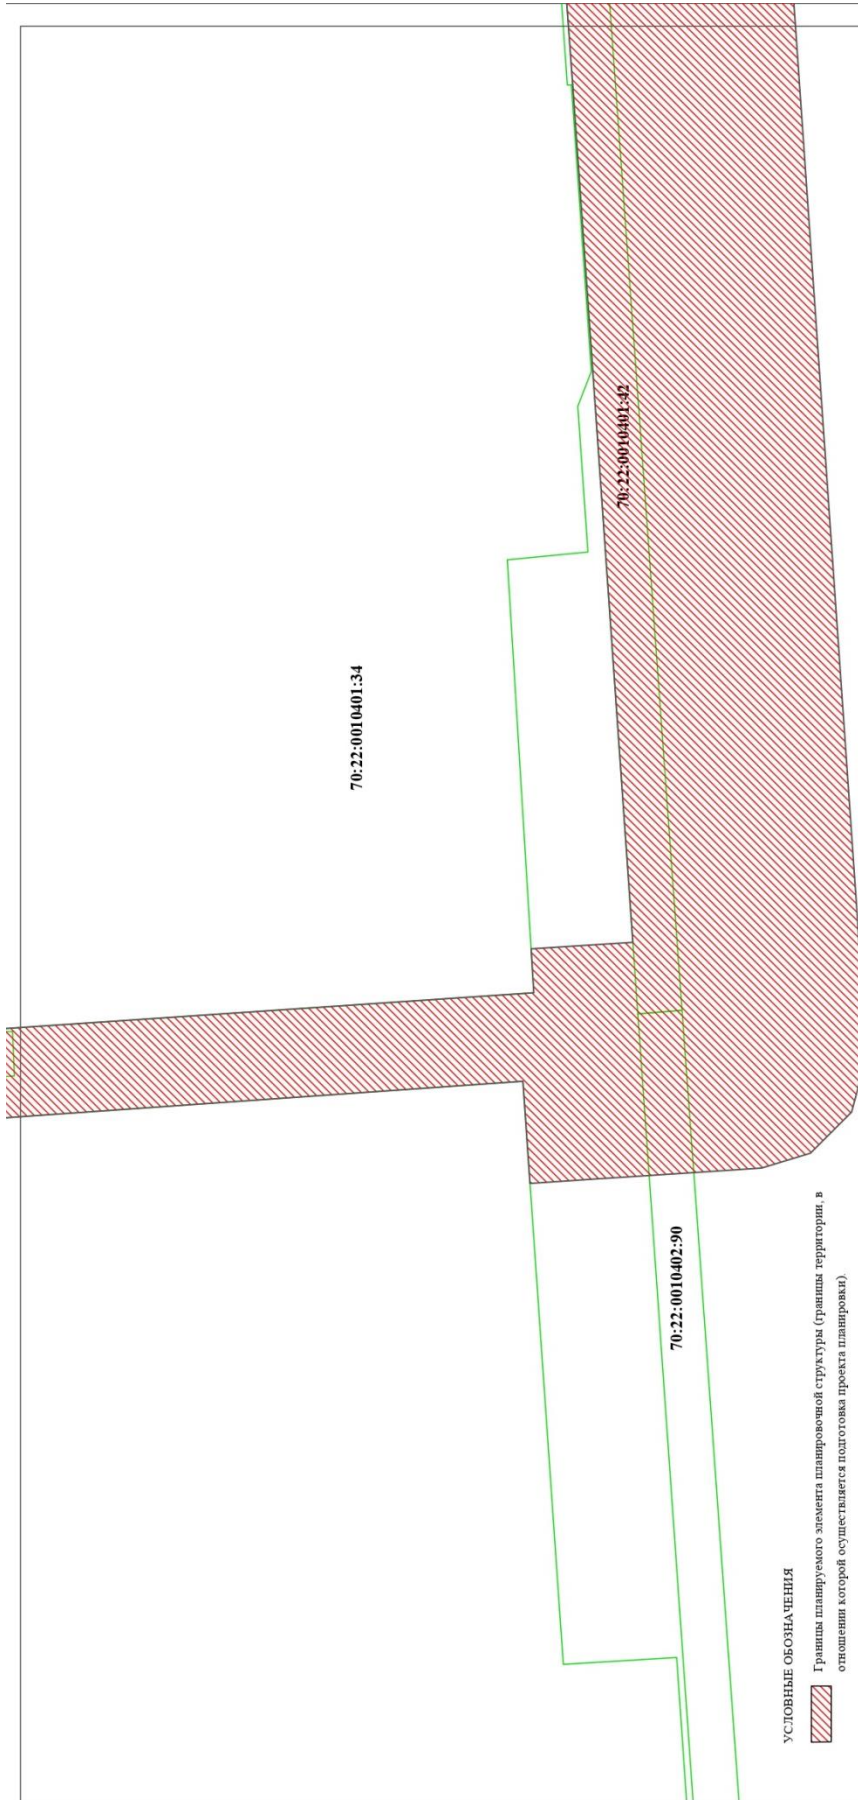 70:22:0010401:34
70:22:0010401:42
70:22:0010402:90
УСЛОВНЫЕ ОБОЗНАЧЕНИЯ
Границы планируемого элемента планировочной структуры (границы территории, в
отношении которой осуществляется подготовка проекта планировки).